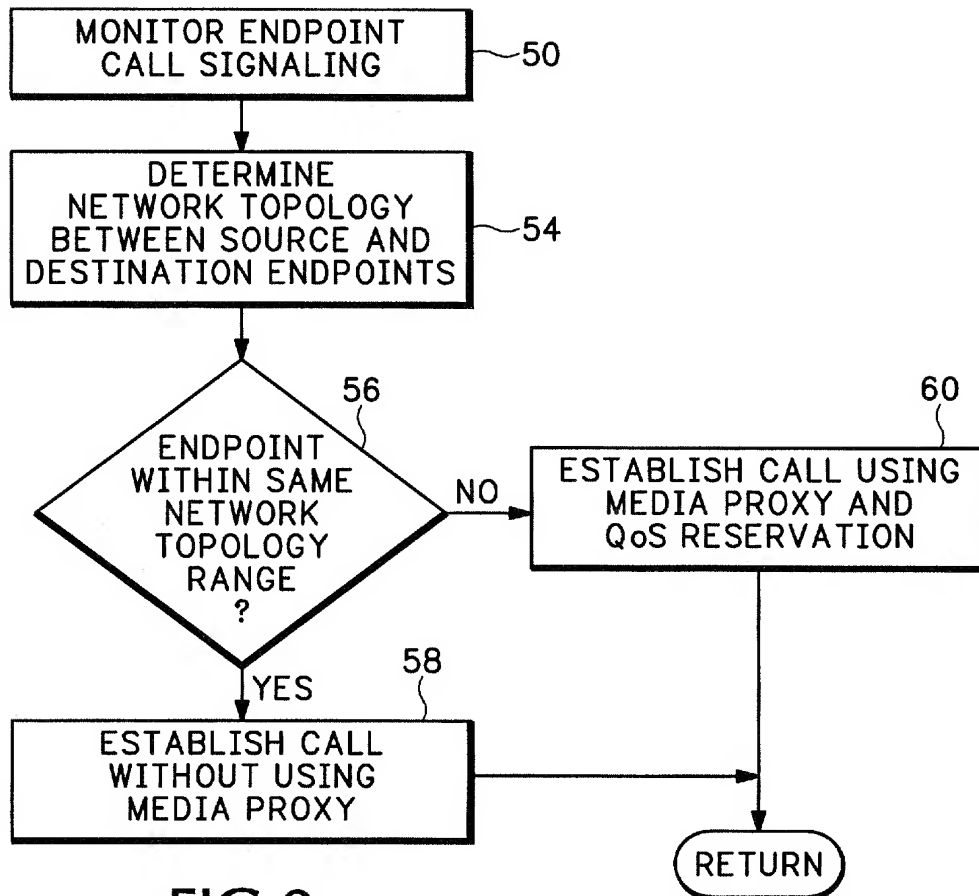 MONITOR ENDPOINT
CALL SIGNALING
50
DETERMINE
NETWORK TOPOLOGY
BETWEEN SOURCE AND
DESTINATION ENDPOINTS
54
56
ENDPOINT
WITHIN SAME
NETWORK
TOPOLOGY
RANGE
?
NO
60
ESTABLISH CALL USING
MEDIA PROXY AND
QoS RESERVATION
YES
58
ESTABLISH CALL
WITHOUT USING
MEDIA PROXY
RETURN